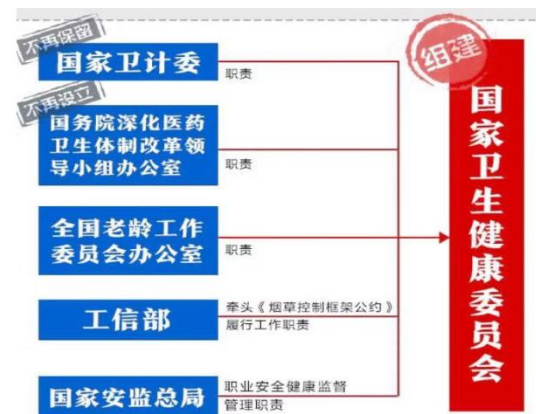 不再保留
国家卫计委
职责
不再设立
国务院深化医药
卫生体制改革领
导小组办公室
职责
全国老龄工作
委员会办公室
职责
工信部
牵头《烟草控制框架公约》
履行工作职责
国家安监总局
职业安全健康监督
管理职责
组建
国家卫生健康委员会